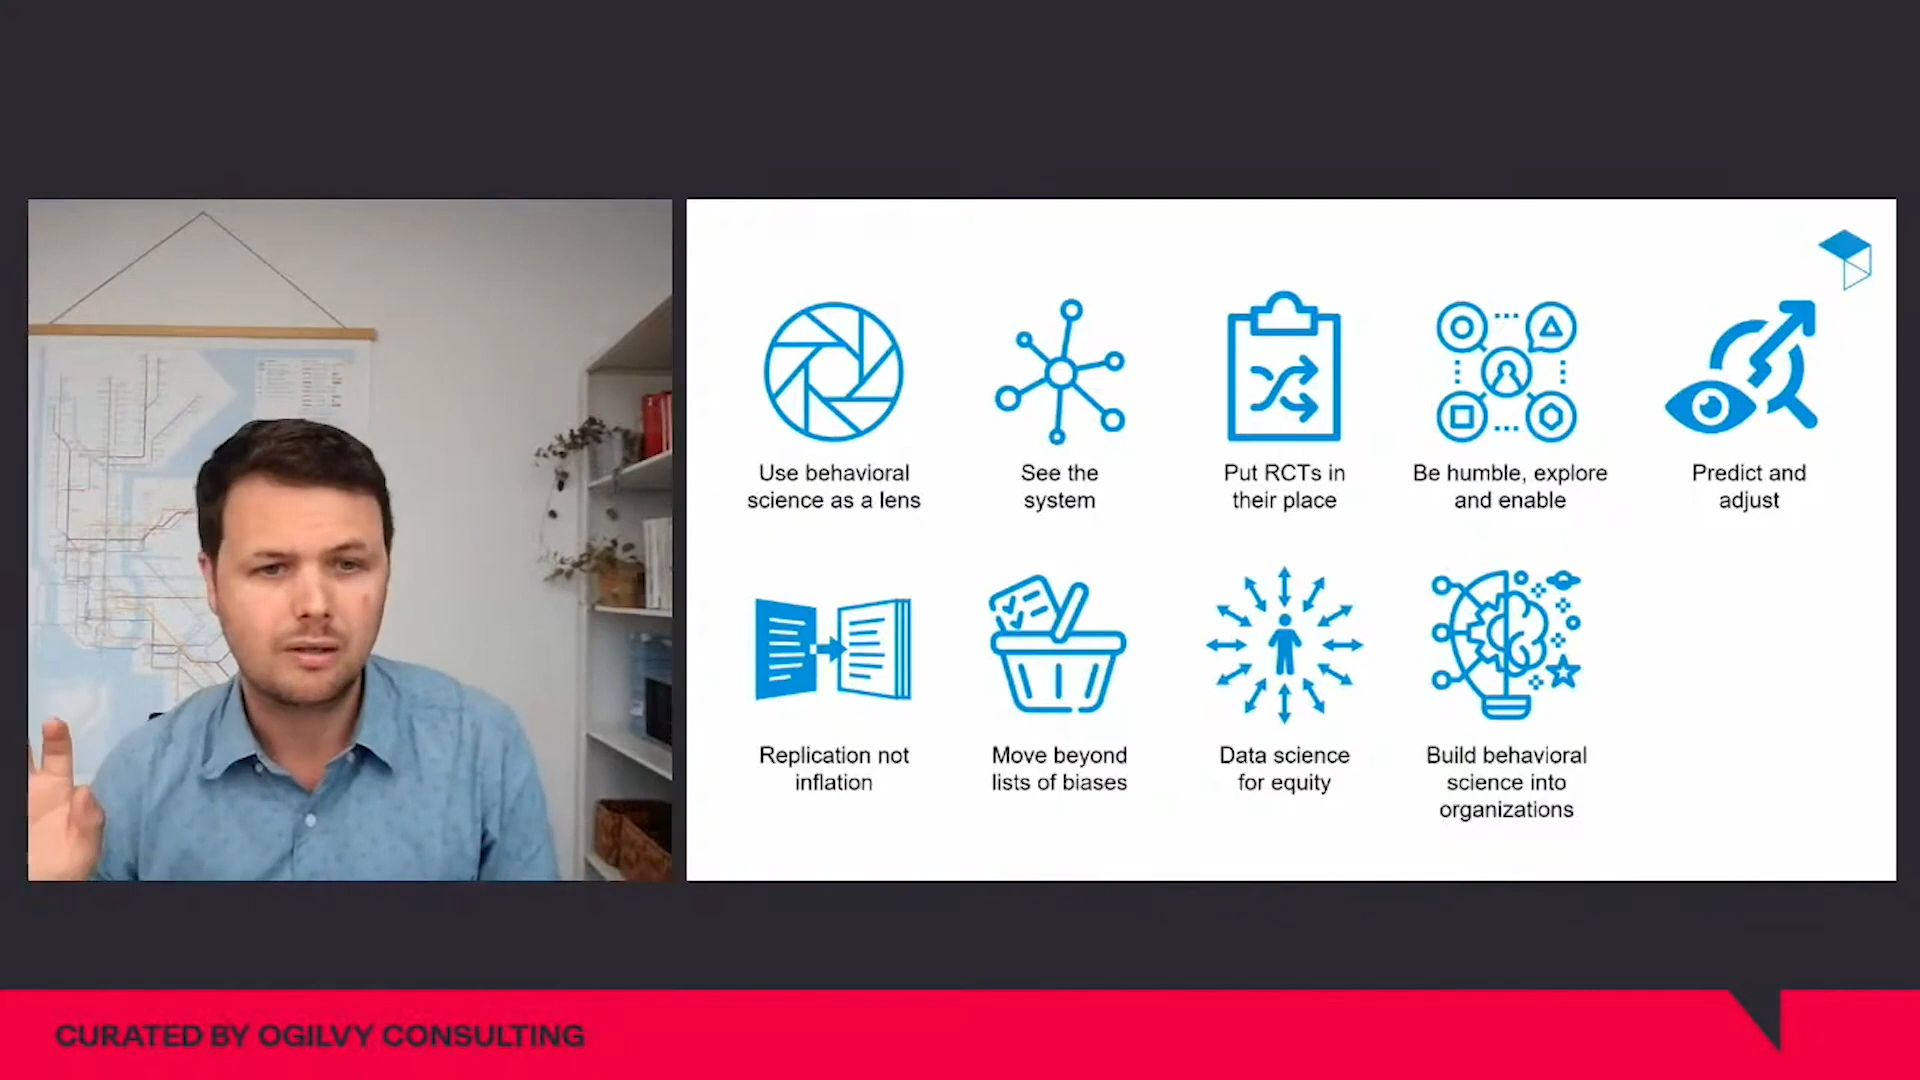 Use behavioral
science as a lens
See the
system
Put RCTs in
their place
Be humble, explore
and enable
Predict and
adjust
Replication not
inflation
Move beyond
lists of biases
Data science
for equity
Build behavioral
science into
organizations
CURATED BY OGILVY CONSULTING